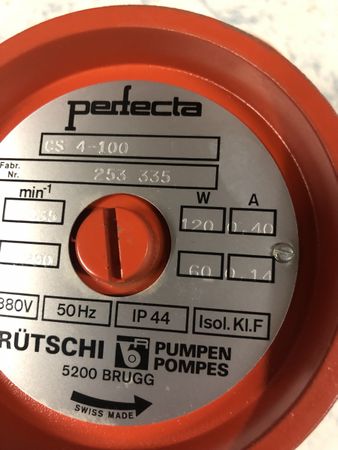 perfecta
GS 4-100
Fabr.
Nr. 253 335
min-1 W A
120 0.40
60 0.14
380V 50Hz IP 44 Isol.Kl.F
RÜTSCHI PUMPEN
POMPES
5200 BRUGG
SWISS MADE